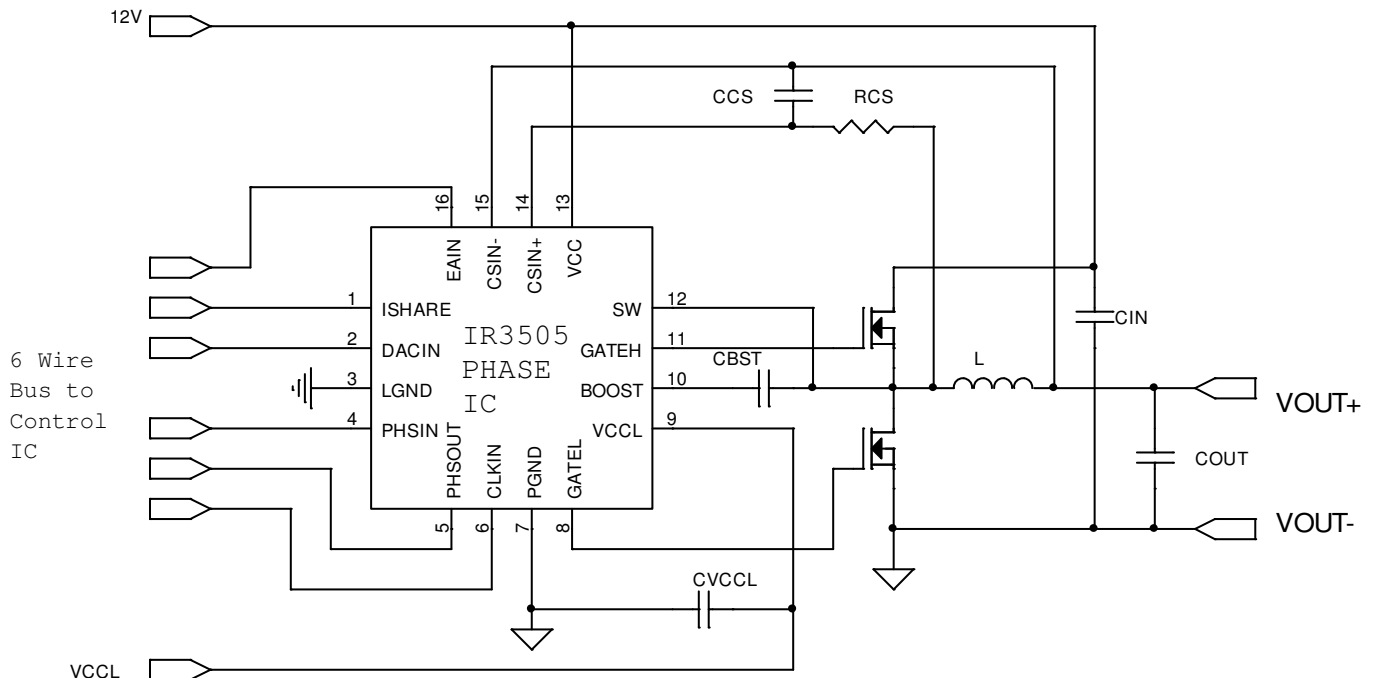 12V
CCS
RCS
16
15
14
13
EAIN
CSIN-
CSIN+
VCC
1
ISHARE
SW
12
IR3505
PHASE
IC
2
DACIN
GATEH
11
3
LGND
BOOST
10
CBST
4
PHSIN
VCCL
9
L
CIN
6 Wire
Bus to
Control
IC
PHSOUT
CLKIN
PGND
GATEL
5
6
7
8
VOUT+
COUT
VOUT-
CVCCL
VCCL